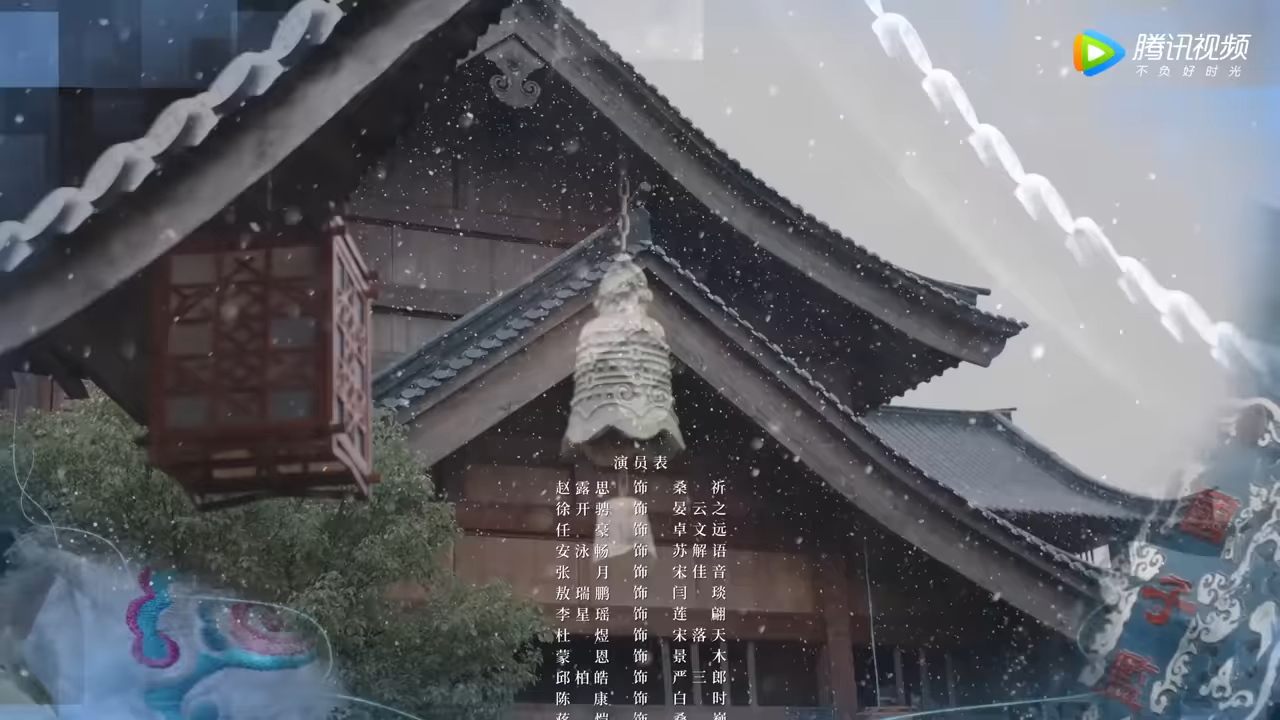 腾讯视频
不负好时光
演员表
赵露思 饰 桑祈
徐开骋 饰 晏云之
任豪 饰 卓文远
安泳畅 饰 苏解语
张月 饰 宋佳音
敖瑞鹏 饰 闫琰
李星瑶 饰 莲翩
杜煜 饰 宋落天
蒙恩 饰 景木
邱柏皓 饰 严三郎
陈康 饰 白时
国
子
监